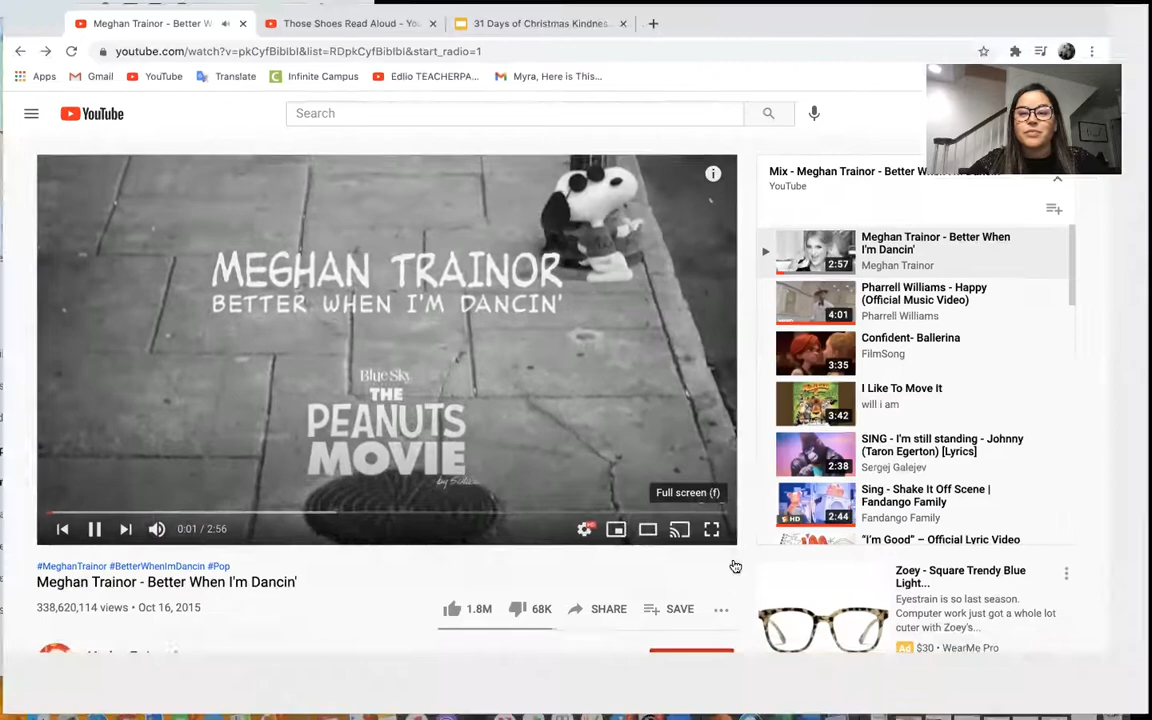 Meghan Trainor - Better W
Those Shoes Read Aloud - Yo
31 Days of Christmas Kindnes
youtube.com/watch?v=pkCyfBibIbI&list=RDpkCyfBibIbI&start_radio=1
Apps
Gmail
YouTube
Translate
Infinite Campus
Edlio TEACHERPA...
Myra, Here is This...
YouTube
Search
MEGHAN TRAINOR
BETTER WHEN I'M DANCIN'
BlueSky
THE
PEANUTS
MOVIE
by Schulz
Full screen (f)
0:01 / 2:56
#MeghanTrainor #BetterWhenImDancin #Pop
Meghan Trainor - Better When I'm Dancin'
338,620,114 views • Oct 16, 2015
1.8M
68K
SHARE
SAVE
Mix - Meghan Trainor - Better W
YouTube
Meghan Trainor - Better When
I'm Dancin'
Meghan Trainor
2:57
Pharrell Williams - Happy
(Official Music Video)
Pharrell Williams
4:01
Confident- Ballerina
FilmSong
3:35
I Like To Move It
will i am
3:42
SING - I'm still standing - Johnny
(Taron Egerton) [Lyrics]
Sergej Galejev
2:38
Sing - Shake It Off Scene |
Fandango Family
Fandango Family
HD
2:44
"I'm Good" – Official Lyric Video
Zoey - Square Trendy Blue
Light...
Eyestrain is so last season.
Computer work just got a whole lot
cuter with Zoey's...
Ad $30 • WearMe Pro